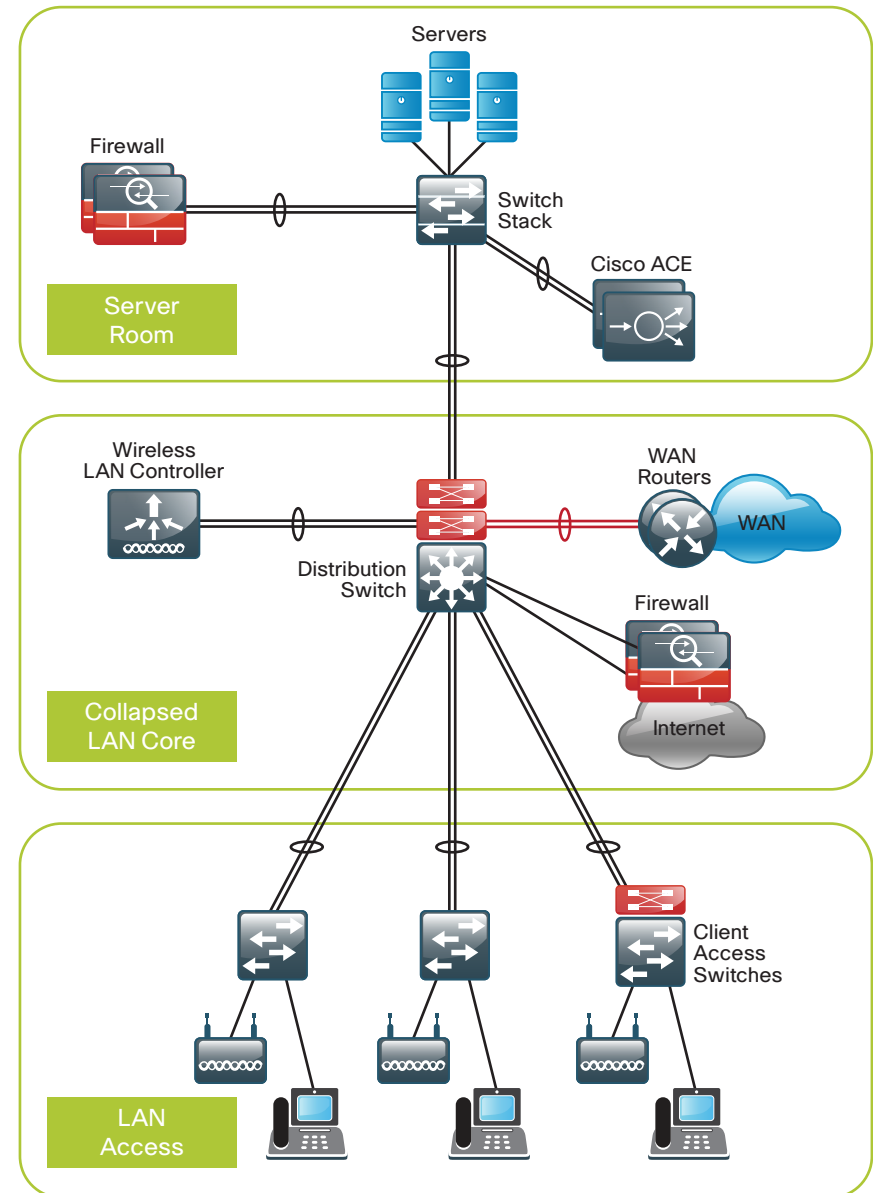 Servers
Firewall
Switch
Stack
Cisco ACE
Server
Room
Wireless
LAN Controller
WAN
Routers
WAN
Distribution
Switch
Firewall
Internet
Collapsed
LAN Core
Client
Access
Switches
LAN
Access